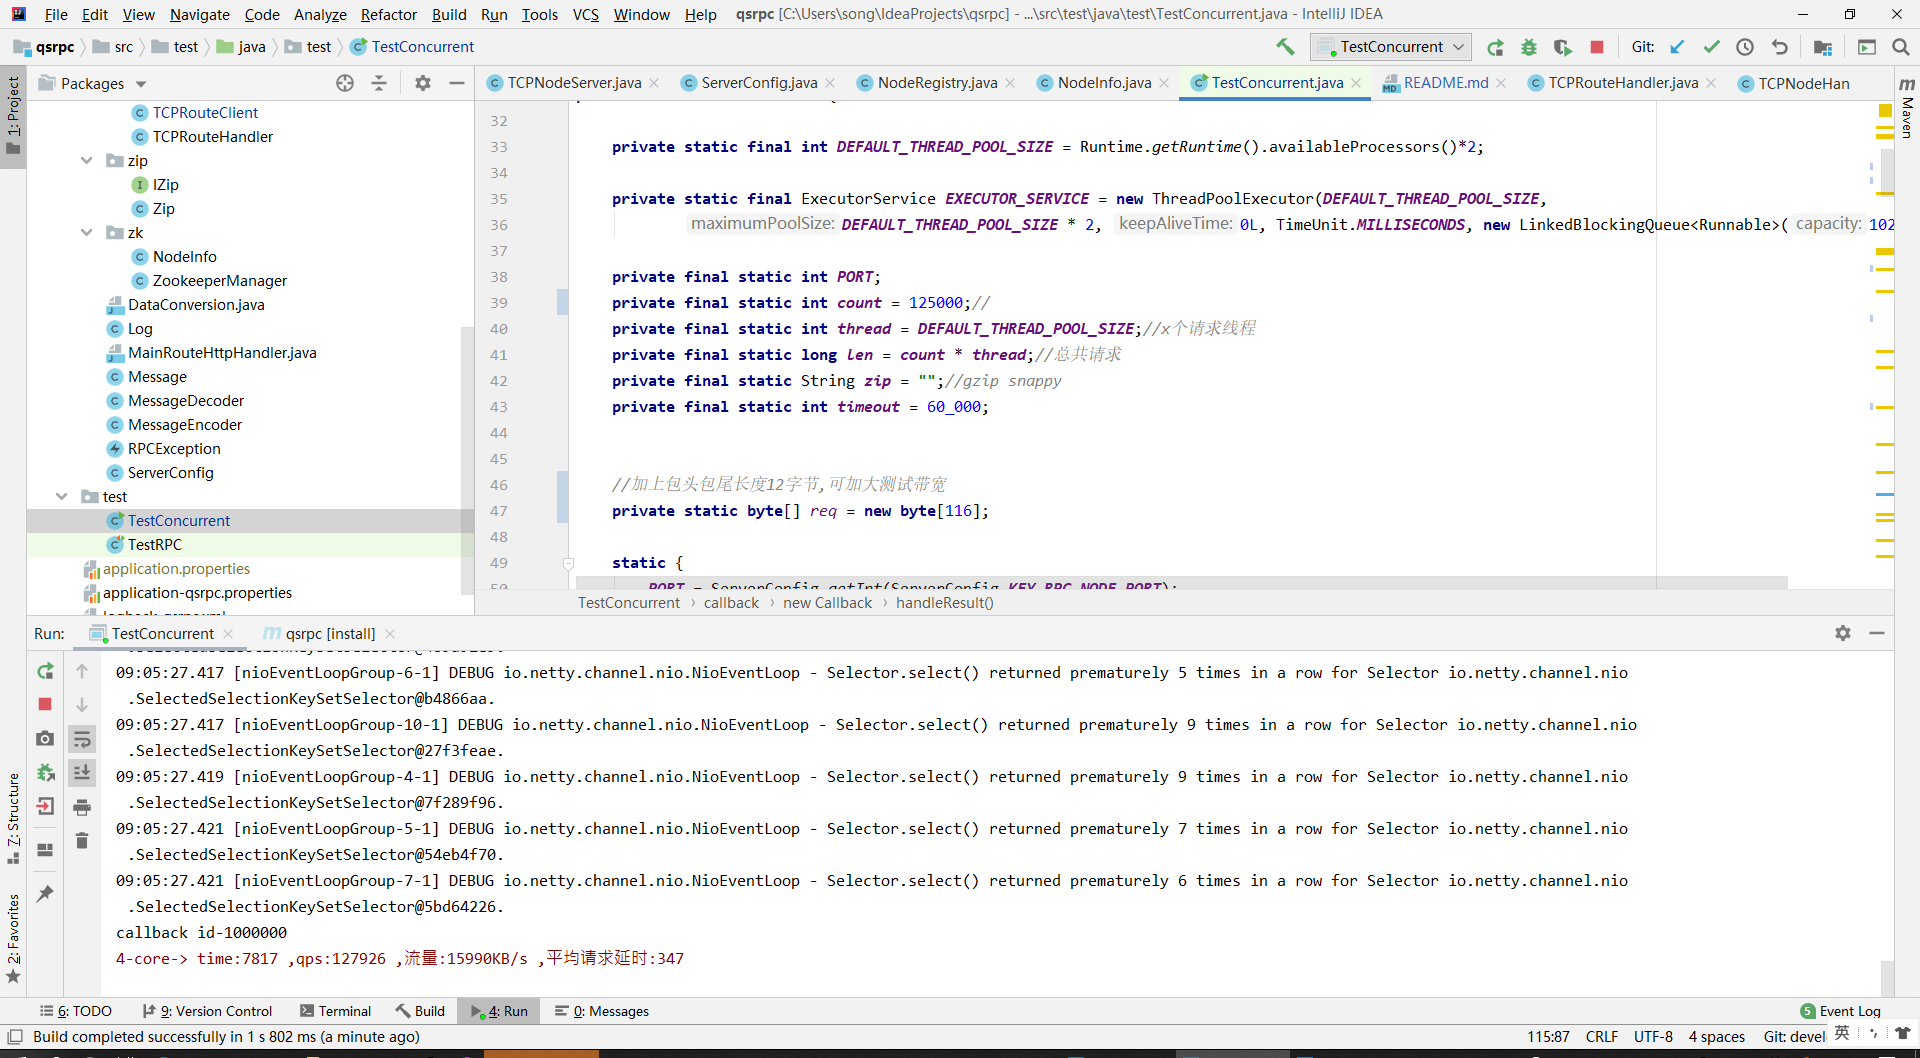 File Edit View Navigate Code Analyze Refactor Build Run Tools VCS Window Help qsrpc [C:\Users\song\IdeaProjects\qsrpc] - ...\src\test\java\test\TestConcurrent.java - IntelliJ IDEA
qsrpc src test java test TestConcurrent
TestConcurrent Git:
Packages
TCPNodeServer.java ServerConfig.java NodeRegistry.java NodeInfo.java TestConcurrent.java README.md TCPRouteHandler.java TCPNodeHan
1: Project
Maven
TCPRouteClient
TCPRouteHandler
zip
IZip
Zip
zk
NodeInfo
ZookeeperManager
DataConversion.java
Log
MainRouteHttpHandler.java
Message
MessageDecoder
MessageEncoder
RPCException
ServerConfig
test
TestConcurrent
TestRPC
application.properties
application-qsrpc.properties
32
33 private static final int DEFAULT_THREAD_POOL_SIZE = Runtime.getRuntime().availableProcessors()*2;
34
35 private static final ExecutorService EXECUTOR_SERVICE = new ThreadPoolExecutor(DEFAULT_THREAD_POOL_SIZE,
36 maximumPoolSize: DEFAULT_THREAD_POOL_SIZE * 2, keepAliveTime: 0L, TimeUnit.MILLISECONDS, new LinkedBlockingQueue<Runnable>( capacity: 102
37
38 private final static int PORT;
39 private final static int count = 125000;//
40 private final static int thread = DEFAULT_THREAD_POOL_SIZE;//x个请求线程
41 private final static long len = count * thread;//总共请求
42 private final static String zip = "";//gzip snappy
43 private final static int timeout = 60_000;
44
45
46 //加上包头包尾长度12字节,可加大测试带宽
47 private static byte[] req = new byte[116];
48
49 static {
50 PORT = ServerConfig.getInt(ServerConfig.KEY_RPC_NODE_PORT);
TestConcurrent › callback › new Callback › handleResult()
Run: TestConcurrent qsrpc [install]
09:05:27.417 [nioEventLoopGroup-6-1] DEBUG io.netty.channel.nio.NioEventLoop - Selector.select() returned prematurely 5 times in a row for Selector io.netty.channel.nio
.SelectedSelectionKeySetSelector@b4866aa.
09:05:27.417 [nioEventLoopGroup-10-1] DEBUG io.netty.channel.nio.NioEventLoop - Selector.select() returned prematurely 9 times in a row for Selector io.netty.channel.nio
.SelectedSelectionKeySetSelector@27f3feae.
09:05:27.419 [nioEventLoopGroup-4-1] DEBUG io.netty.channel.nio.NioEventLoop - Selector.select() returned prematurely 9 times in a row for Selector io.netty.channel.nio
.SelectedSelectionKeySetSelector@7f289f96.
09:05:27.421 [nioEventLoopGroup-5-1] DEBUG io.netty.channel.nio.NioEventLoop - Selector.select() returned prematurely 7 times in a row for Selector io.netty.channel.nio
.SelectedSelectionKeySetSelector@54eb4f70.
09:05:27.421 [nioEventLoopGroup-7-1] DEBUG io.netty.channel.nio.NioEventLoop - Selector.select() returned prematurely 6 times in a row for Selector io.netty.channel.nio
.SelectedSelectionKeySetSelector@5bd64226.
callback id-1000000
4-core-> time:7817 ,qps:127926 ,流量:15990KB/s ,平均请求延时:347
7: Structure
2: Favorites
6: TODO 9: Version Control Terminal Build 4: Run 0: Messages 5 Event Log
Build completed successfully in 1 s 802 ms (a minute ago) 115:87 CRLF UTF-8 4 spaces Git: devel 英